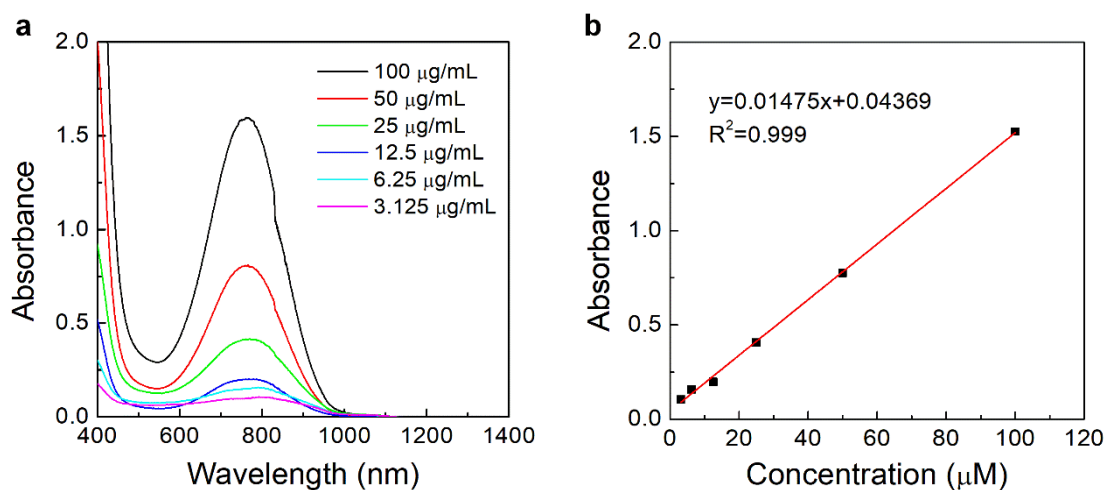 a
2.0
1.5
1.0
0.5
0.0
400 600 800 1000 1200 1400
Absorbance
Wavelength (nm)
100 μg/mL
50 μg/mL
25 μg/mL
12.5 μg/mL
6.25 μg/mL
3.125 μg/mL
b
2.0
1.5
1.0
0.5
0.0
0 20 40 60 80 100 120
Absorbance
Concentration (μM)
y=0.01475x+0.04369
R²=0.999